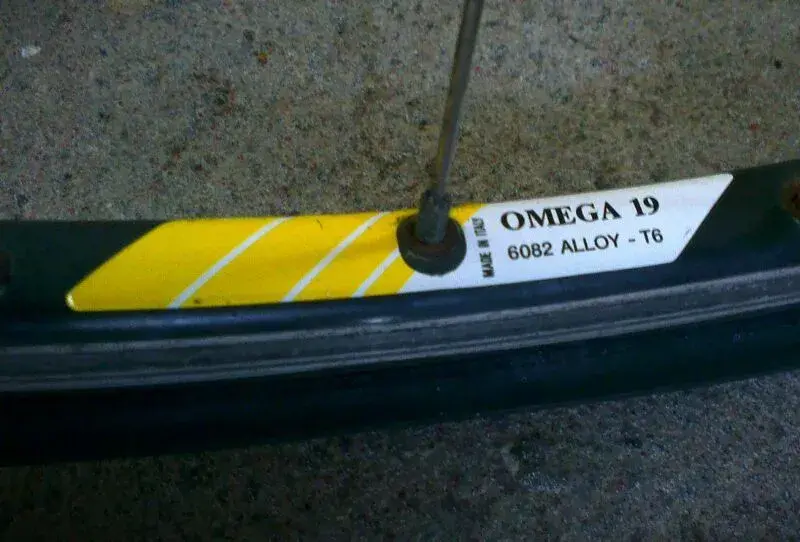 MADE IN ITALY
OMEGA 19
6082 ALLOY - T6